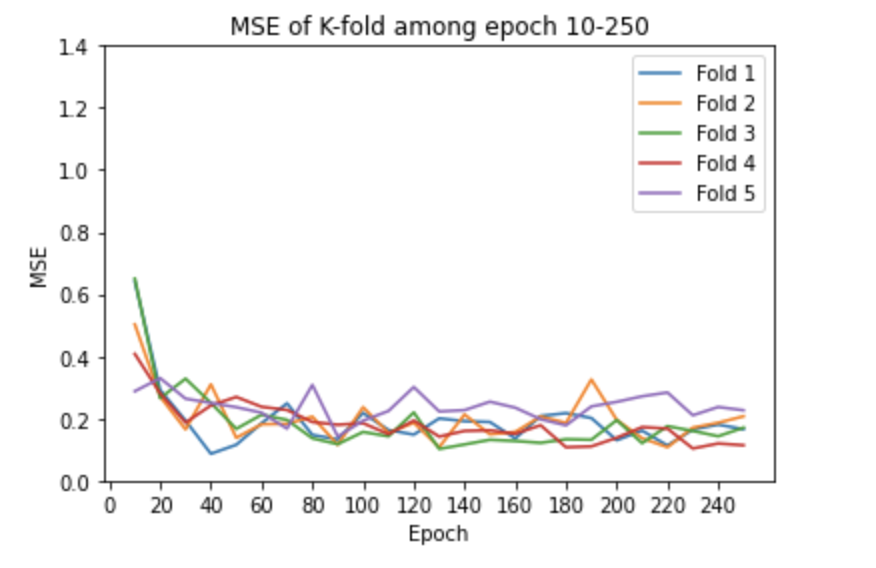 MSE of K-fold among epoch 10-250
1.4
1.2
1.0
0.8
0.6
0.4
0.2
0.0
MSE
Fold 1
Fold 2
Fold 3
Fold 4
Fold 5
0 20 40 60 80 100 120 140 160 180 200 220 240
Epoch